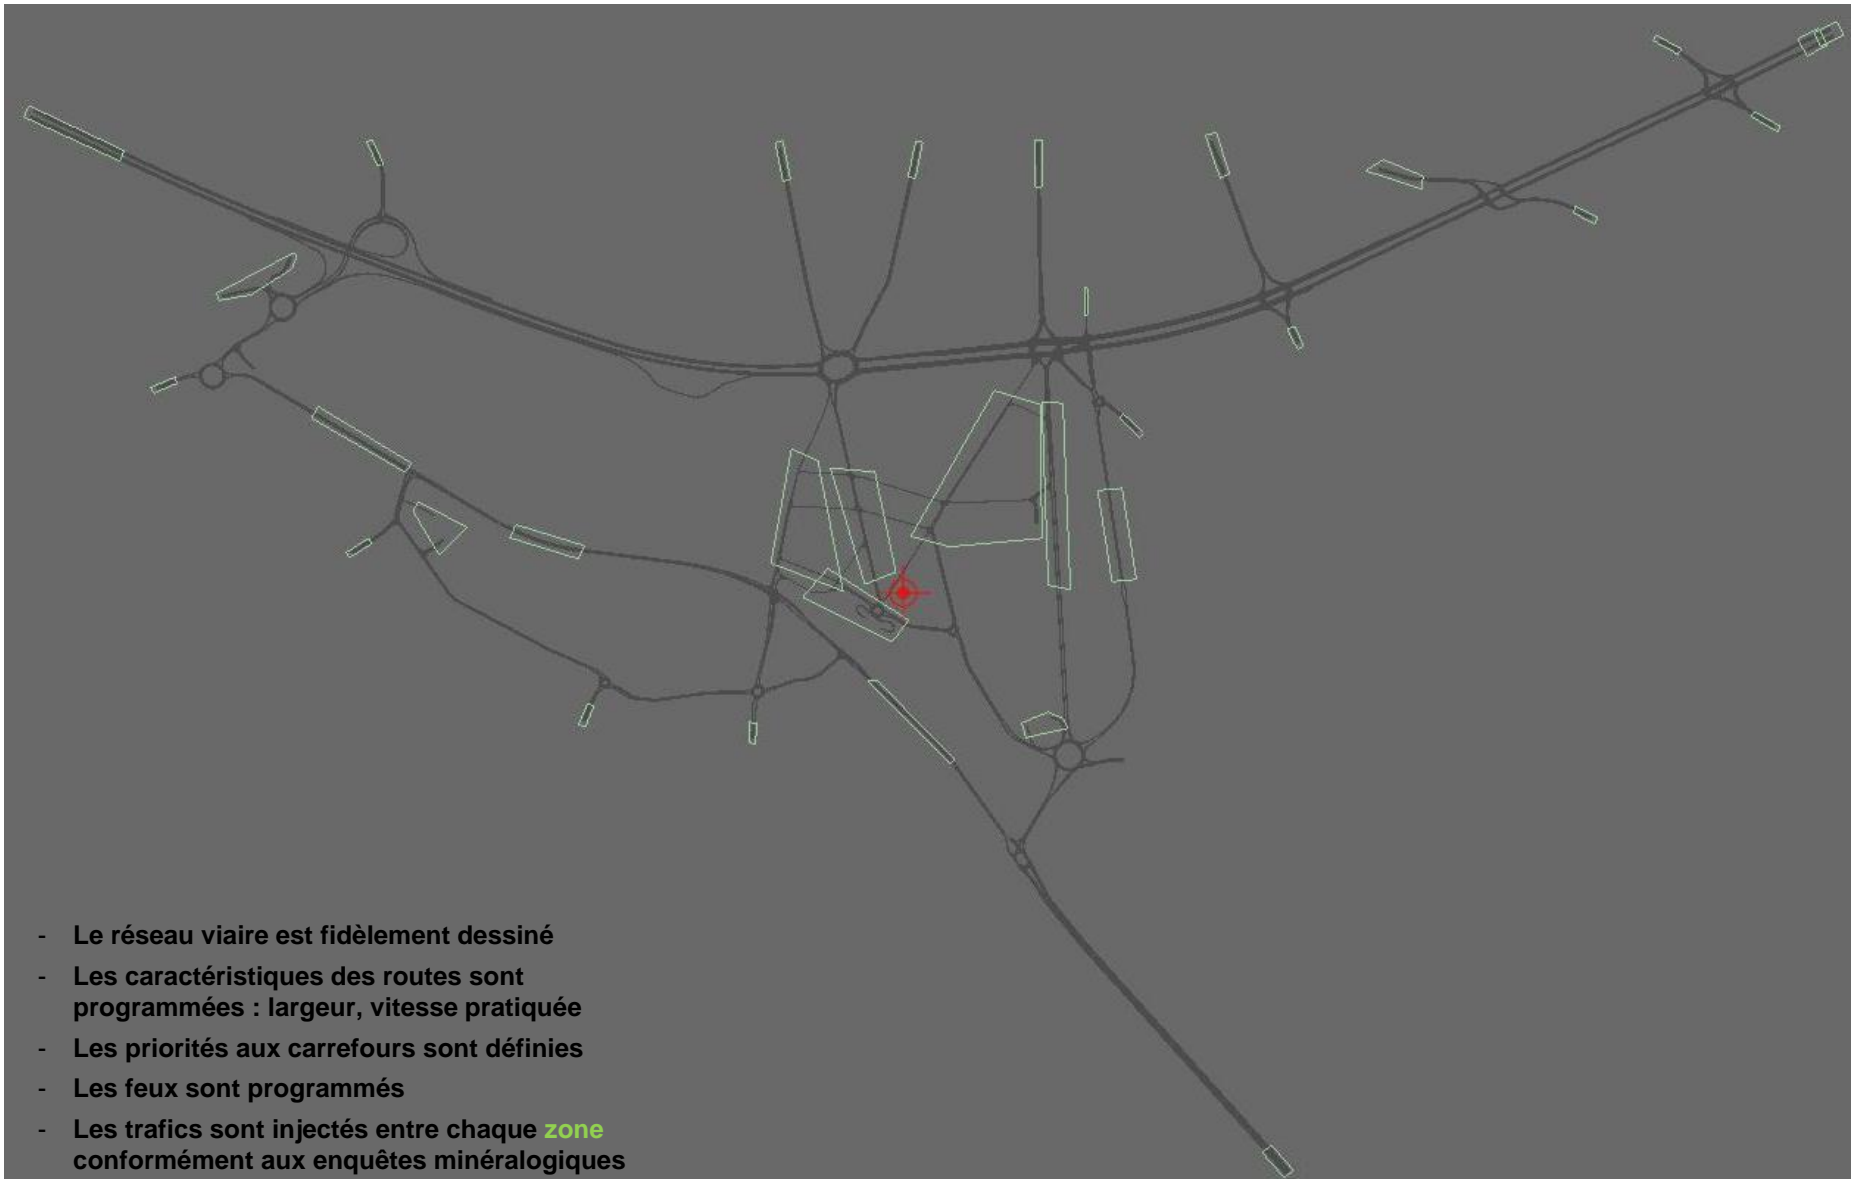 - Le réseau viaire est fidèlement dessiné
- Les caractéristiques des routes sont
programmées : largeur, vitesse pratiquée
- Les priorités aux carrefours sont définies
- Les feux sont programmés
- Les trafics sont injectés entre chaque zone
conformément aux enquêtes minéralogiques